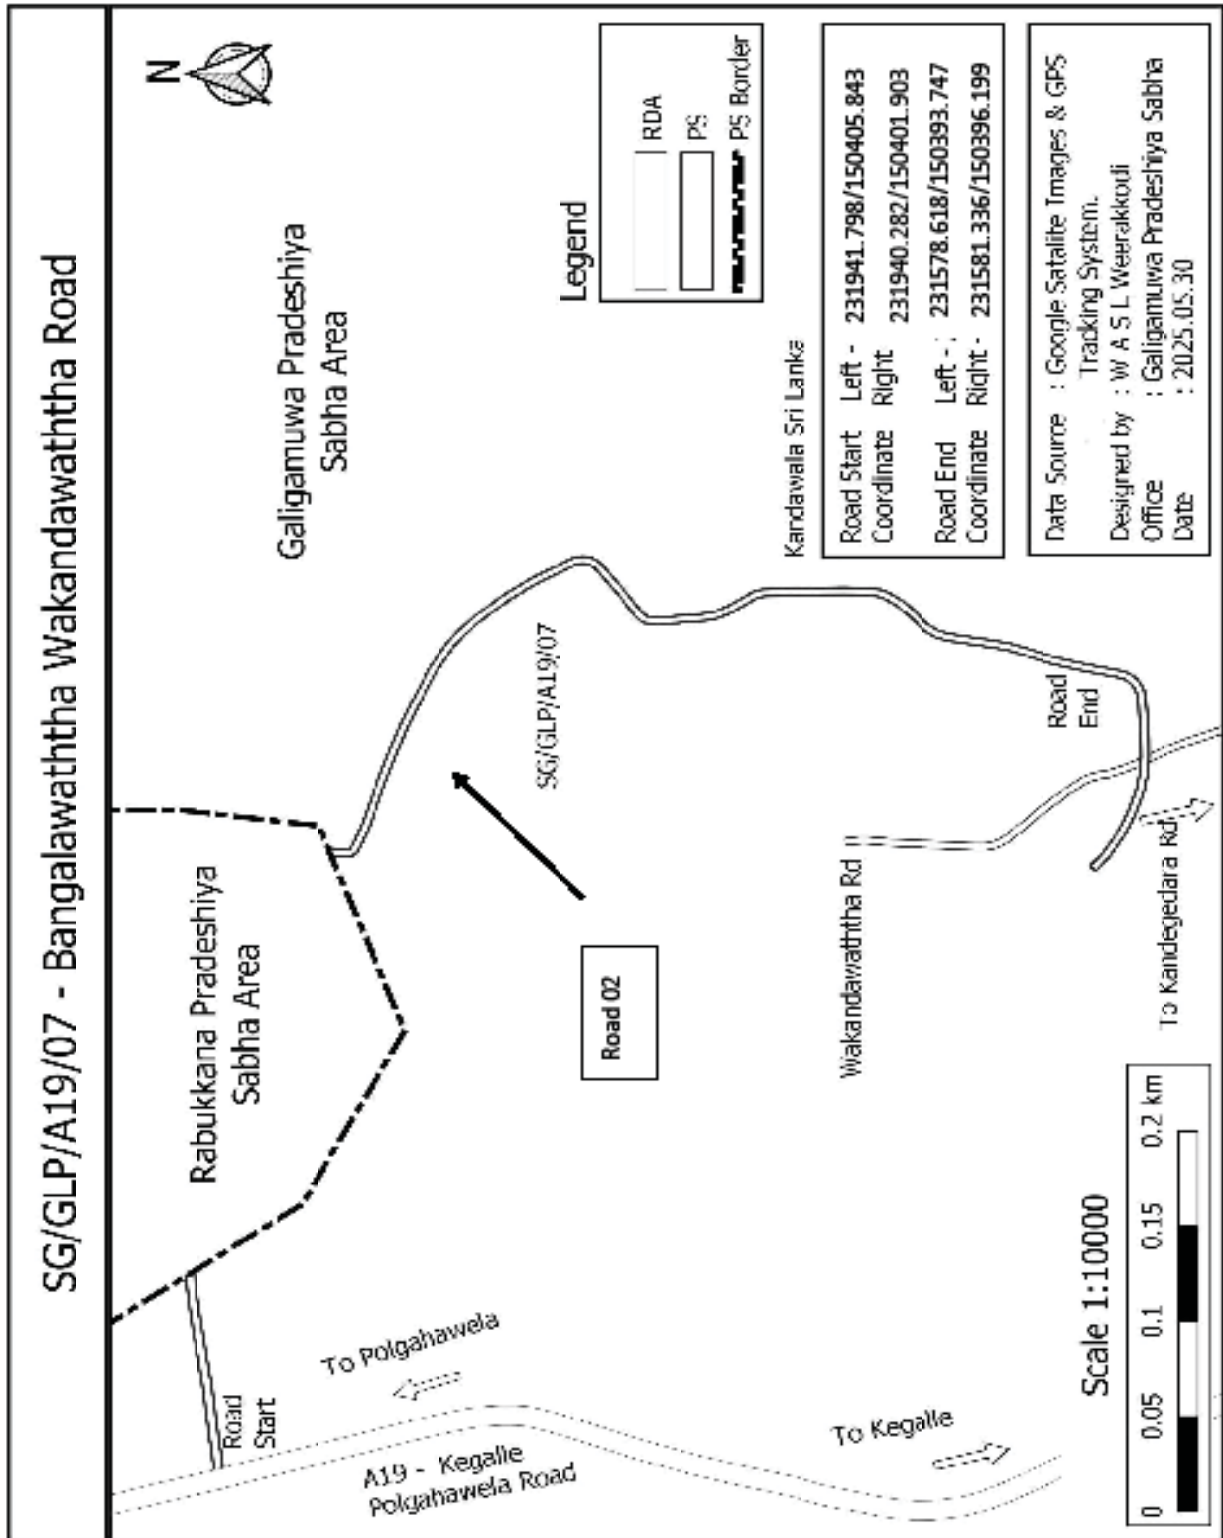 SG/GLP/A19/07 - Bangalawaththa Wakandawaththa Road
N
Rabukkana Pradeshiya
Sabha Area
Galigamuwa Pradeshiya
Sabha Area
Road
Start
To Polgahawela
A19 - Kegalle
Polgahawela Road
To Kegalle
Road 02
SG/GLP/A19/07
Wakandawaththa Rd
Road
End
To Kandegedara Rd
Legend
RDA
PS
PS Border
Kandawala Sri Lanka
Road Start Left - 231941.798/150405.843
Coordinate Right 231940.282/150401.903
Road End Left - : 231578.618/150393.747
Coordinate Right - 231581.336/150396.199
Data Source : Google Satalite Images & GPS
Tracking System.
Designed by : W A S L Weerakkodi
Office : Galigamuwa Pradeshiya Sabha
Date : 2025.05.30
Scale 1:10000
0 0.05 0.1 0.15 0.2 km